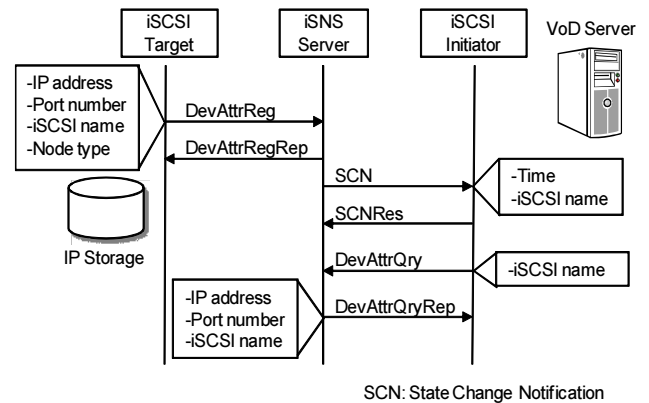 iSCSI
Target
iSNS
Server
iSCSI
Initiator
VoD Server
-IP address
-Port number
-iSCSI name
-Node type
DevAttrReg
DevAttrRegRep
SCN
-Time
-iSCSI name
SCNRes
IP Storage
DevAttrQry
-iSCSI name
-IP address
-Port number
-iSCSI name
DevAttrQryRep
SCN: State Change Notification